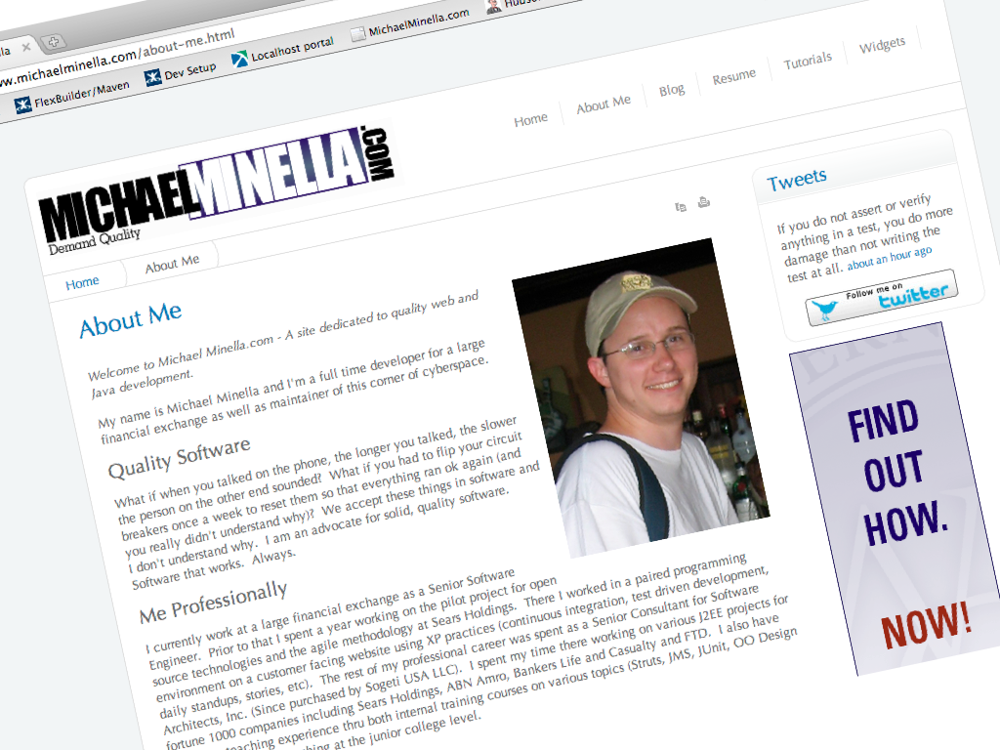 la
ww.michaelminella.com/about-me.html
FlexBuilder/Maven
Dev Setup
Localhost portal
MichaelMinella.com
MICHAELMINELLA.COM
Demand Quality
Home
About Me
Blog
Resume
Tutorials
Widgets
Home
About Me
About Me
Welcome to Michael Minella.com - A site dedicated to quality web and
Java development.
My name is Michael Minella and I'm a full time developer for a large
financial exchange as well as maintainer of this corner of cyberspace.
Quality Software
What if when you talked on the phone, the longer you talked, the slower
the person on the other end sounded?  What if you had to flip your circuit
breakers once a week to reset them so that everything ran ok again (and
you really didn't understand why)?  We accept these things in software and
I don't understand why.  I am an advocate for solid, quality software.
Software that works.  Always.
Me Professionally
I currently work at a large financial exchange as a Senior Software
Engineer.  Prior to that I spent a year working on the pilot project for open
source technologies and the agile methodology at Sears Holdings.  There I worked in a paired programming
environment on a customer facing website using XP practices (continuous integration, test driven development,
daily standups, stories, etc).  The rest of my professional career was spent as a Senior Consultant for Software
Architects, Inc. (Since purchased by Sogeti USA LLC).  I spent my time there working on various J2EE projects for
fortune 1000 companies including Sears Holdings, ABN Amro, Bankers Life and Casualty and FTD.  I also have
experience thru both internal training courses on various topics (Struts, JMS, JUnit, OO Design
at the junior college level.
Tweets
If you do not assert or verify
anything in a test, you do more
damage than not writing the
test at all. about an hour ago
Follow me on
twitter
FIND
OUT
HOW.
NOW!